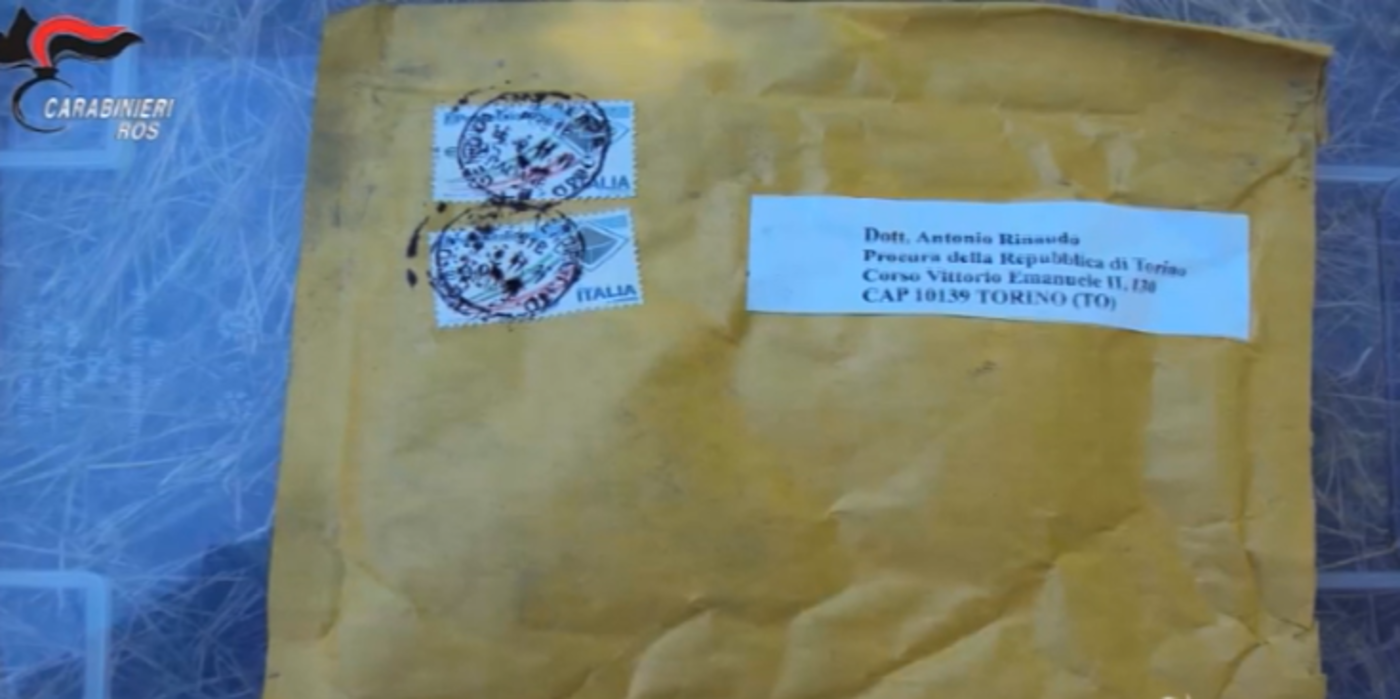 CARABINIERI
ROS
ALIA
ITALIA
Dott. Antonio Rinaudo
Procura della Repubblica di Torino
Corso Vittorio Emanuele II, 130
CAP 10139 TORINO (TO)